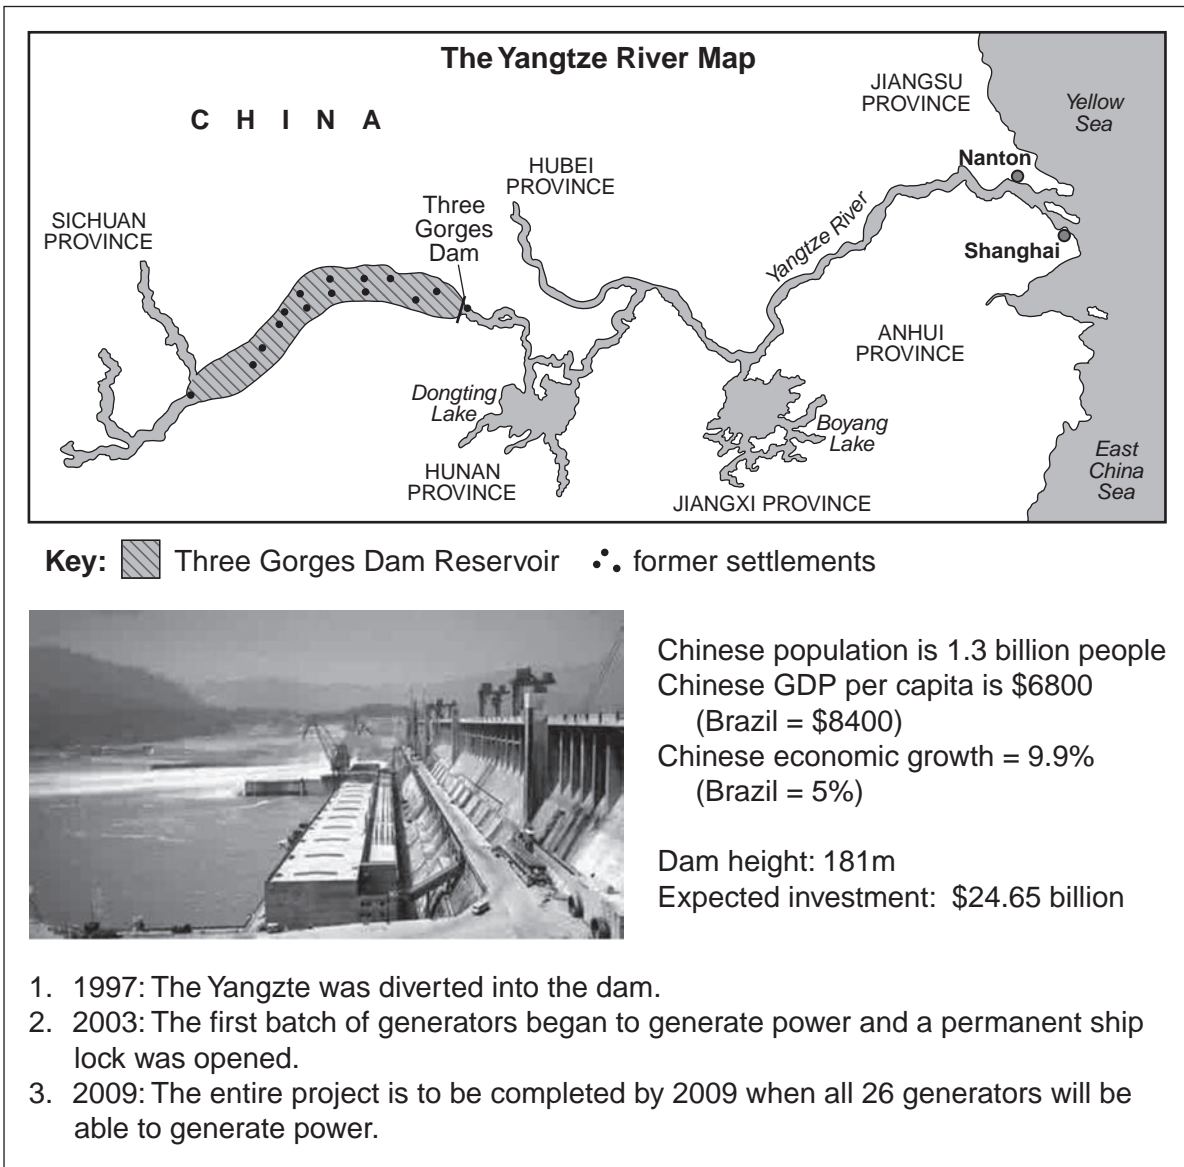 The Yangtze River Map
CHINA
JIANGSU
PROVINCE
Yellow
Sea
Nanton
HUBEI
PROVINCE
Three
Gorges
Dam
SICHUAN
PROVINCE
Yangtze River
Shanghai
ANHUI
PROVINCE
Dongting
Lake
Boyang
Lake
HUNAN
PROVINCE
JIANGXI PROVINCE
East
China
Sea
Key: Three Gorges Dam Reservoir former settlements
Chinese population is 1.3 billion people
Chinese GDP per capita is $6800
(Brazil = $8400)
Chinese economic growth = 9.9%
(Brazil = 5%)
Dam height: 181m
Expected investment: $24.65 billion
1. 1997: The Yangzte was diverted into the dam.
2. 2003: The first batch of generators began to generate power and a permanent ship
lock was opened.
3. 2009: The entire project is to be completed by 2009 when all 26 generators will be
able to generate power.